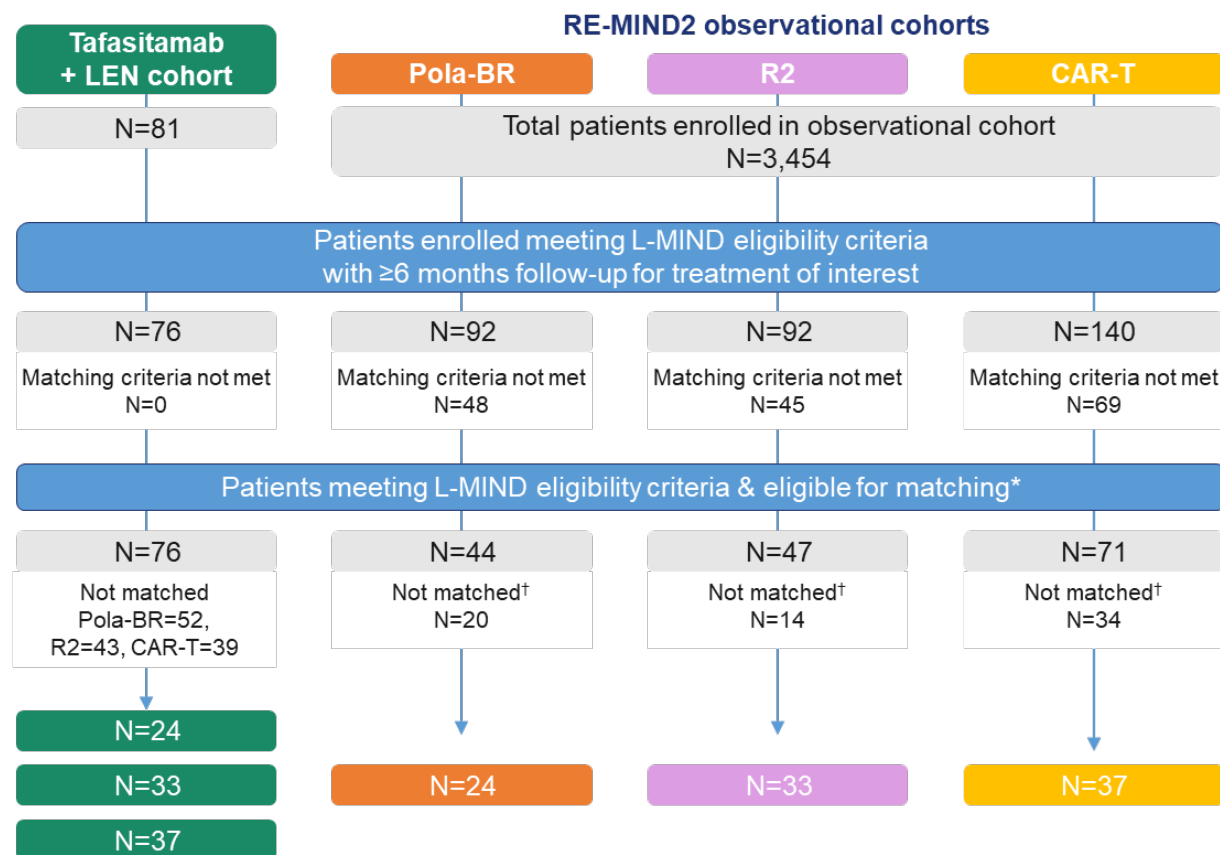 RE-MIND2 observational cohorts
Tafasitamab
+ LEN cohort
Pola-BR
R2
CAR-T
N=81
Total patients enrolled in observational cohort
N=3,454
Patients enrolled meeting L-MIND eligibility criteria
with ≥6 months follow-up for treatment of interest
N=76
N=92
N=92
N=140
Matching criteria not met
N=0
Matching criteria not met
N=48
Matching criteria not met
N=45
Matching criteria not met
N=69
Patients meeting L-MIND eligibility criteria & eligible for matching*
N=76
N=44
N=47
N=71
Not matched
Pola-BR=52,
R2=43, CAR-T=39
Not matched†
N=20
Not matched†
N=14
Not matched†
N=34
N=24
N=33
N=37
N=24
N=33
N=37